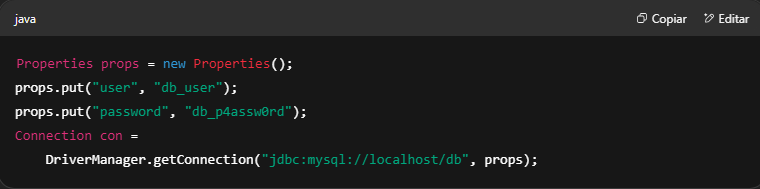 java Copiar Editar
Properties props = new Properties();
props.put("user", "db_user");
props.put("password", "db_p4assw0rd");
Connection con =
DriverManager.getConnection("jdbc:mysql://localhost/db", props);